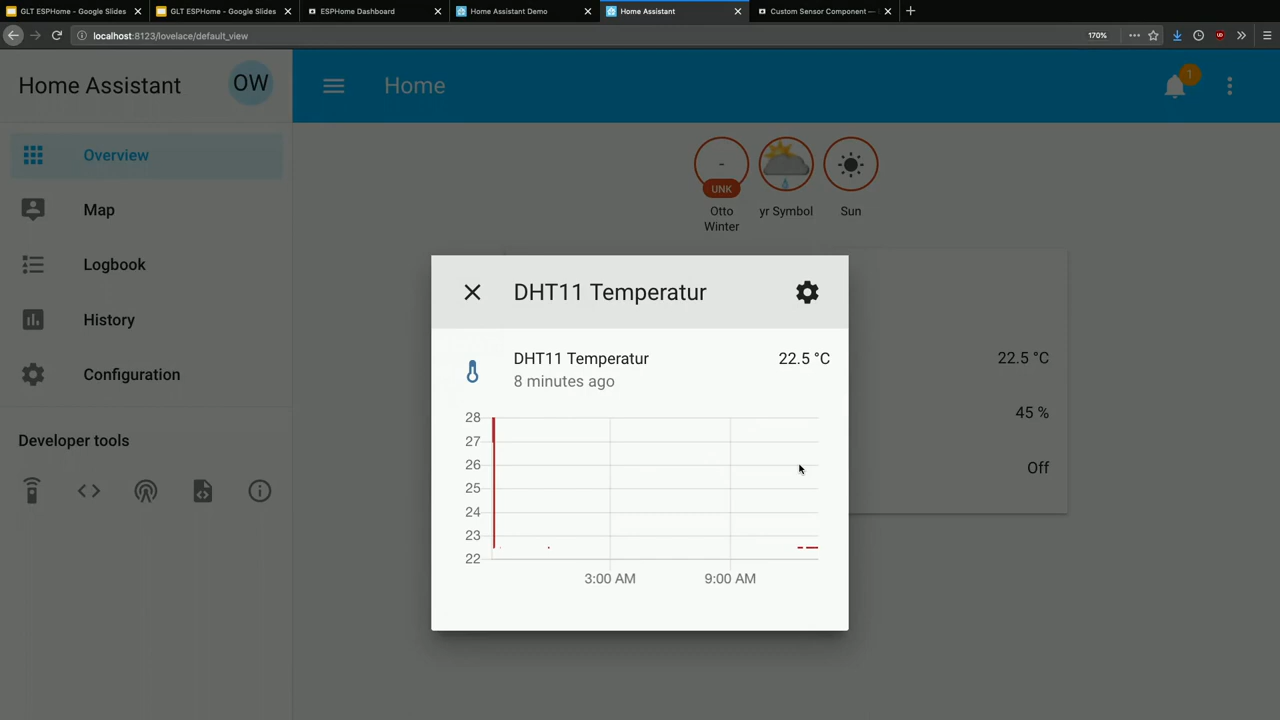 GLT ESPHome - Google Slides
GLT ESPHome - Google Slides
ESPHome Dashboard
Home Assistant Demo
Home Assistant
Custom Sensor Component —
localhost:8123/lovelace/default_view
170%
Home Assistant
OW
Home
1
Overview
Map
Logbook
History
Configuration
Developer tools
-
UNK
Otto
Winter
yr Symbol
Sun
DHT11 Temperatur
DHT11 Temperatur
22.5 °C
8 minutes ago
28
27
26
25
24
23
22
3:00 AM
9:00 AM
22.5 °C
45 %
Off